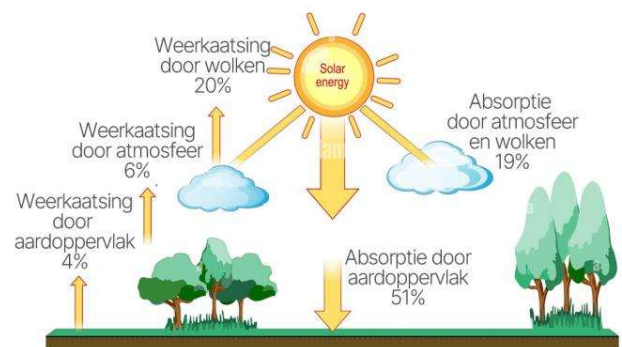 Weerkaatsing
door wolken
20%
Solar
energy
Absorptie
door atmosfeer
en wolken
19%
Weerkaatsing
door atmosfeer
6%
Weerkaatsing
door
aardoppervlak
4%
Absorptie door
aardoppervlak
51%